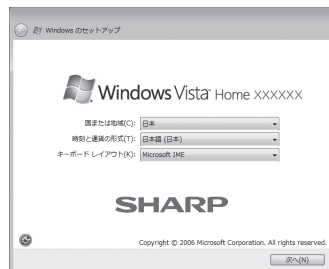 Windows のセットアップ
Windows Vista™ Home XXXXXX
国または地域(C): 日本
時刻と通貨の形式(T): 日本語 (日本)
キーボード レイアウト(K): Microsoft IME
SHARP
Copyright © 2006 Microsoft Corporation. All rights reserved.
次へ(N)